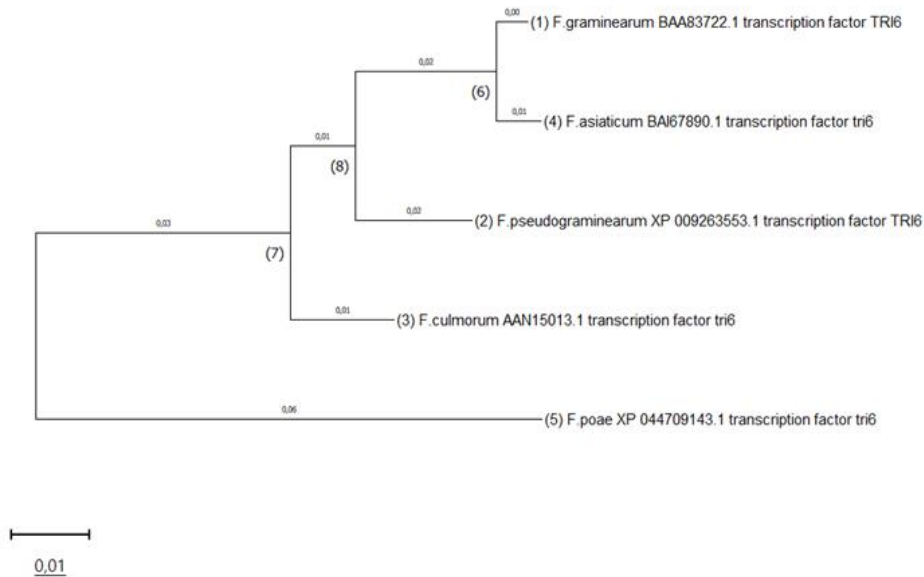 0,00
(1) F.graminearum BAA83722.1 transcription factor TRI6
0,02
(6)
0,01
(4) F.asiaticum BAI67890.1 transcription factor tri6
0,01
(8)
0,02
(2) F.pseudograminearum XP 009263553.1 transcription factor TRI6
0,03
(7)
0,01
(3) F.culmorum AAN15013.1 transcription factor tri6
0,06
(5) F.poae XP 044709143.1 transcription factor tri6
0,01